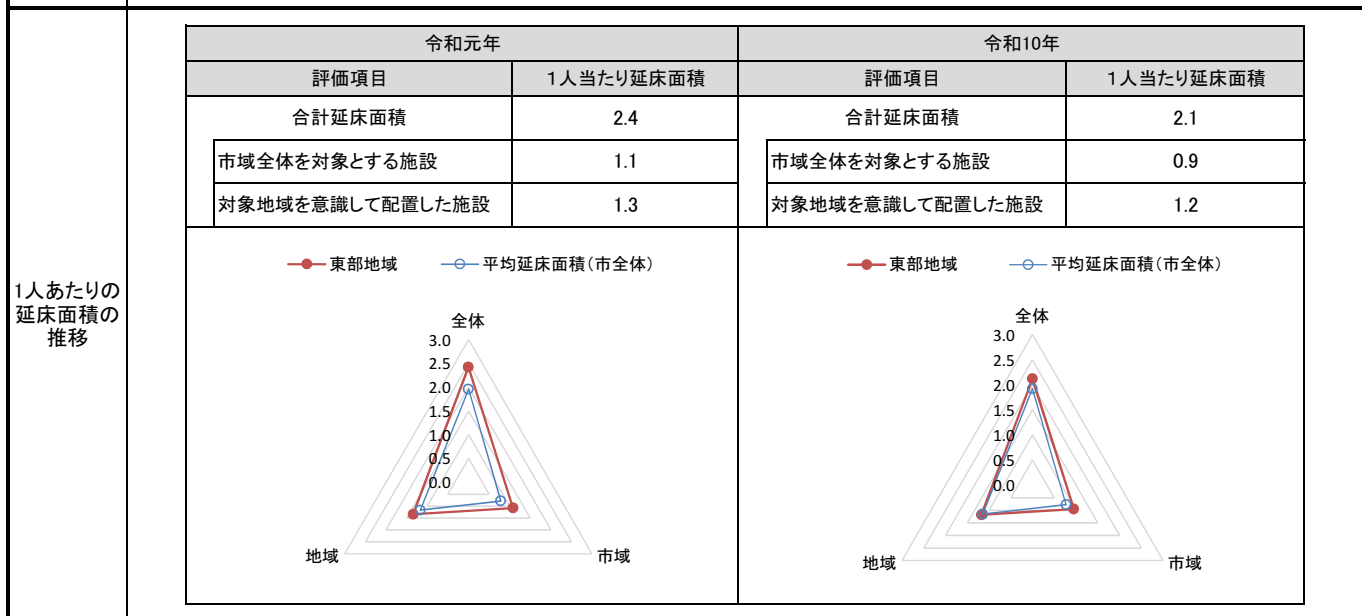 令和元年
令和10年
評価項目
1人当たり延床面積
評価項目
1人当たり延床面積
合計延床面積
2.4
合計延床面積
2.1
市域全体を対象とする施設
1.1
市域全体を対象とする施設
0.9
対象地域を意識して配置した施設
1.3
対象地域を意識して配置した施設
1.2
1人あたりの
延床面積の
推移
東部地域
平均延床面積(市全体)
全体
3.0
2.5
2.0
1.5
1.0
0.5
0.0
地域
市域
東部地域
平均延床面積(市全体)
全体
3.0
2.5
2.0
1.5
1.0
0.5
0.0
地域
市域